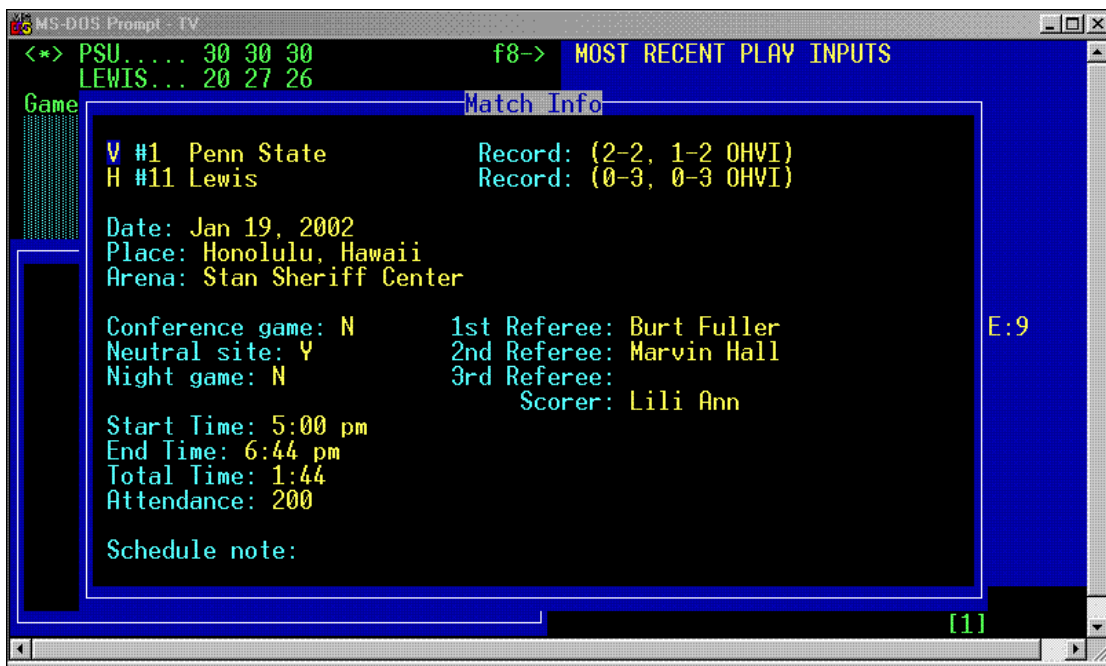 MS-DOS Prompt - TV
<*> PSU..... 30 30 30 f8-> MOST RECENT PLAY INPUTS
LEWIS... 20 27 26
Game
Match Info
V #1 Penn State Record: (2-2, 1-2 OHVI)
H #11 Lewis Record: (0-3, 0-3 OHVI)
Date: Jan 19, 2002
Place: Honolulu, Hawaii
Arena: Stan Sheriff Center
Conference game: N 1st Referee: Burt Fuller E:9
Neutral site: Y 2nd Referee: Marvin Hall
Night game: N 3rd Referee:
Scorer: Lili Ann
Start Time: 5:00 pm
End Time: 6:44 pm
Total Time: 1:44
Attendance: 200
Schedule note:
[1]